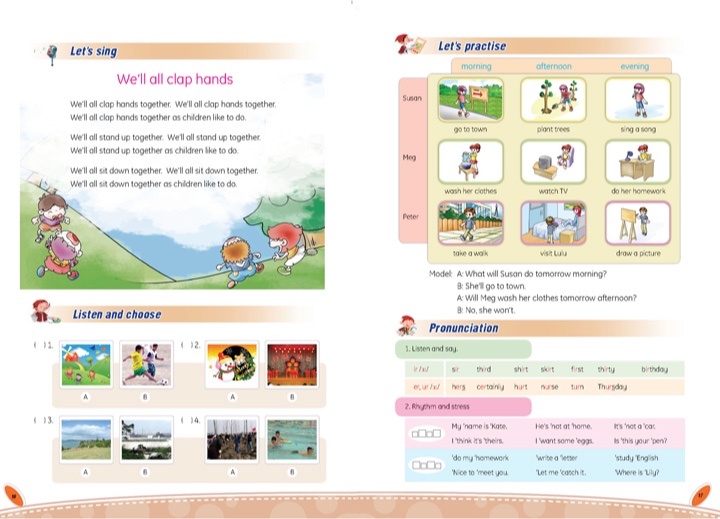 Let's sing
We'll all clap hands
We'll all clap hands together. We'll all clap hands together.
We'll all clap hands together as children like to do.
We'll all stand up together. We'll all stand up together.
We'll all stand up together as children like to do.
We'll all sit down together. We'll all sit down together.
We'll all sit down together as children like to do.
Listen and choose
( )1.
A
B
( )2.
A
B
( )3.
A
B
( )4.
A
B
Let's practise
morning afternoon evening
Susan
go to town plant trees sing a song
Meg
wash her clothes watch TV do her homework
Peter
take a walk visit Lulu draw a picture
Model: A: What will Susan do tomorrow morning?
B: She'll go to town.
A: Will Meg wash her clothes tomorrow afternoon?
B: No, she won't.
Pronunciation
1. Listen and say.
sir third shirt skirt first thirty birthday
hers certainly hurt nurse turn Thursday
2. Rhythm and stress
My 'name is 'Kate. He's 'not at 'home. It's 'not a 'car.
I 'think it's 'theirs. I 'want some 'eggs. Is 'this your 'pen?
'do my 'homework 'write a 'letter 'study 'English
'Nice to 'meet you. 'Let me 'catch it. 'Where is 'Lily?
17